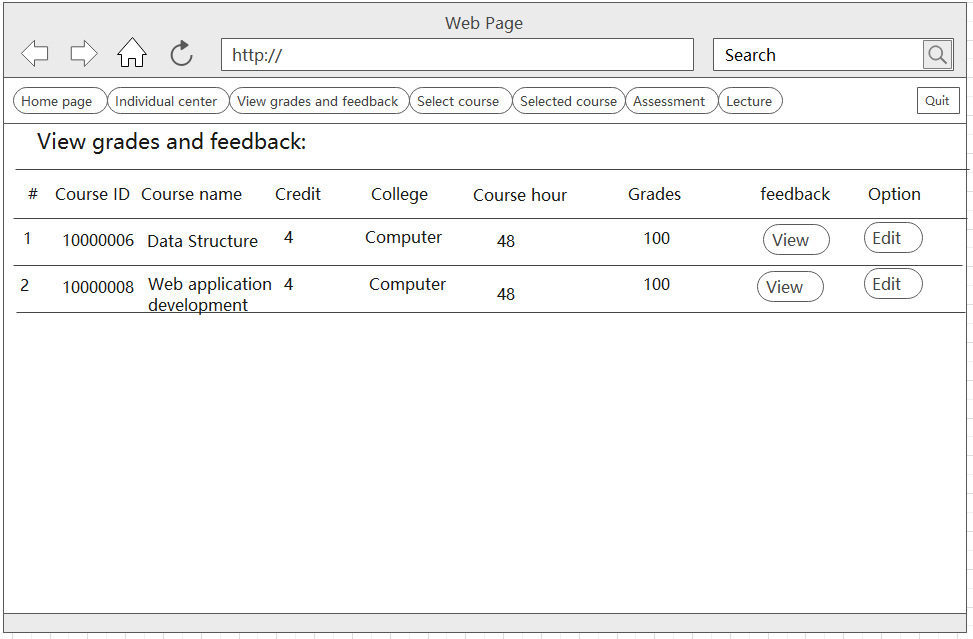 Web Page
http://
Search
Home page Individual center View grades and feedback Select course Selected course Assessment Lecture Quit
View grades and feedback:
# Course ID Course name Credit College Course hour Grades feedback Option
1 10000006 Data Structure 4 Computer 48 100 View Edit
2 10000008 Web application 4 Computer 48 100 View Edit
development